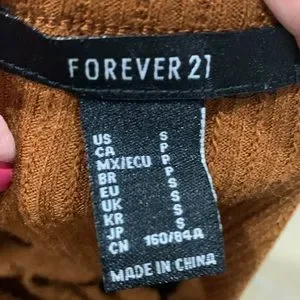 FOREVER 21
US S
CA P
MX/ECU P
BR P
EU S
UK S
KR S
JP S
CN 160/84A
MADE IN CHINA